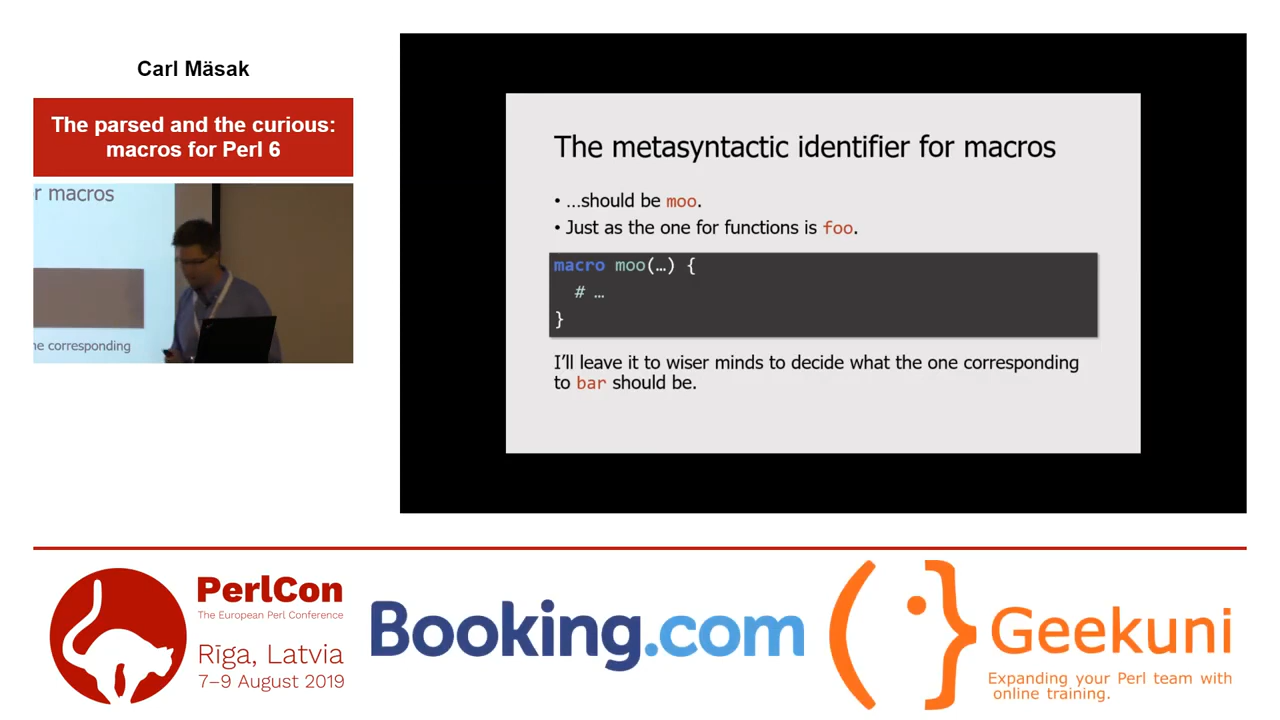 Carl Mäsak
The parsed and the curious:
macros for Perl 6
r macros
ne corresponding
The metasyntactic identifier for macros
• …should be moo.
• Just as the one for functions is foo.
macro moo(…) {
# …
}
I'll leave it to wiser minds to decide what the one corresponding
to bar should be.
PerlCon
The European Perl Conference
Rīga, Latvia
7–9 August 2019
Booking.com
Geekuni
Expanding your Perl team with
online training.